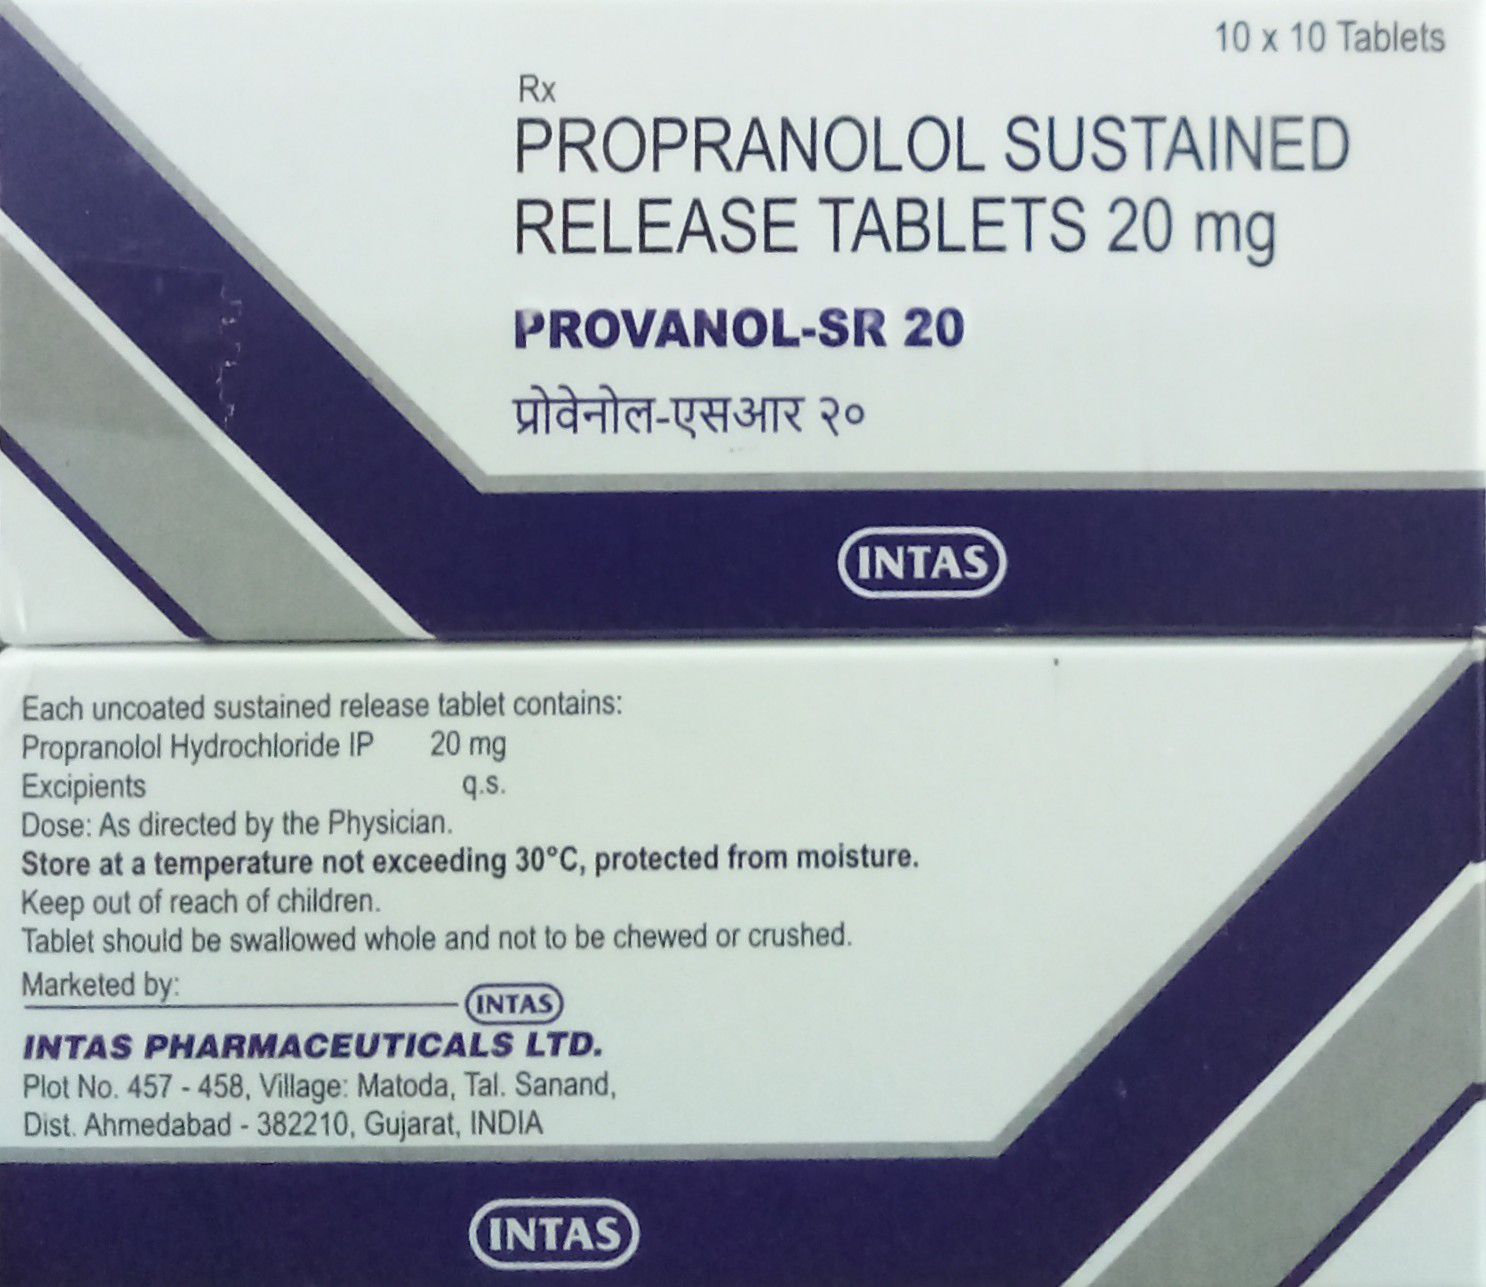 10 x 10 Tablets
Rx
PROPRANOLOL SUSTAINED
RELEASE TABLETS 20 mg
PROVANOL-SR 20
प्रोवेनोल-एसआर २०
INTAS
Each uncoated sustained release tablet contains:
Propranolol Hydrochloride IP 20 mg
Excipients q.s.
Dose: As directed by the Physician.
Store at a temperature not exceeding 30°C, protected from moisture.
Keep out of reach of children.
Tablet should be swallowed whole and not to be chewed or crushed.
Marketed by:
INTAS
INTAS PHARMACEUTICALS LTD.
Plot No. 457 - 458, Village: Matoda, Tal. Sanand,
Dist. Ahmedabad - 382210, Gujarat, INDIA
INTAS